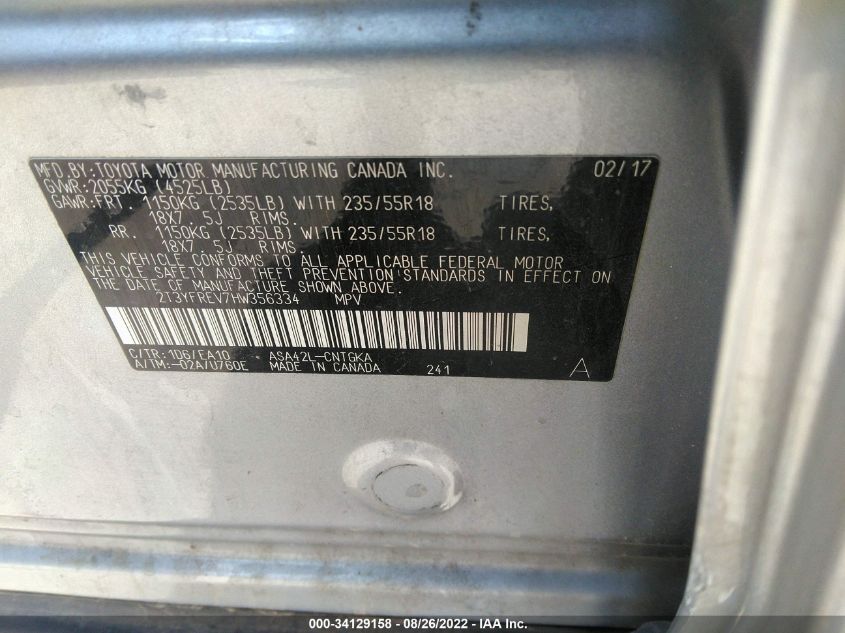 MFD.BY:TOYOTA MOTOR MANUFACTURING CANADA INC. 02/17
GVWR:2055KG (4525LB)
GAWR:FRT. 1150KG (2535LB) WITH 235/55R18 TIRES,
18X7.5J RIMS.
RR. 1150KG (2535LB) WITH 235/55R18 TIRES,
18X7.5J RIMS.
THIS VEHICLE CONFORMS TO ALL APPLICABLE FEDERAL MOTOR
VEHICLE SAFETY AND THEFT PREVENTION STANDARDS IN EFFECT ON
THE DATE OF MANUFACTURE SHOWN ABOVE.
2T3YFREV7HW356334 MPV
C/TR:1D6/EA10 ASA42L-CNTGKA
A/TM:-02A/U760E MADE IN CANADA 241 A
000-34129158 - 08/26/2022 - IAA Inc.